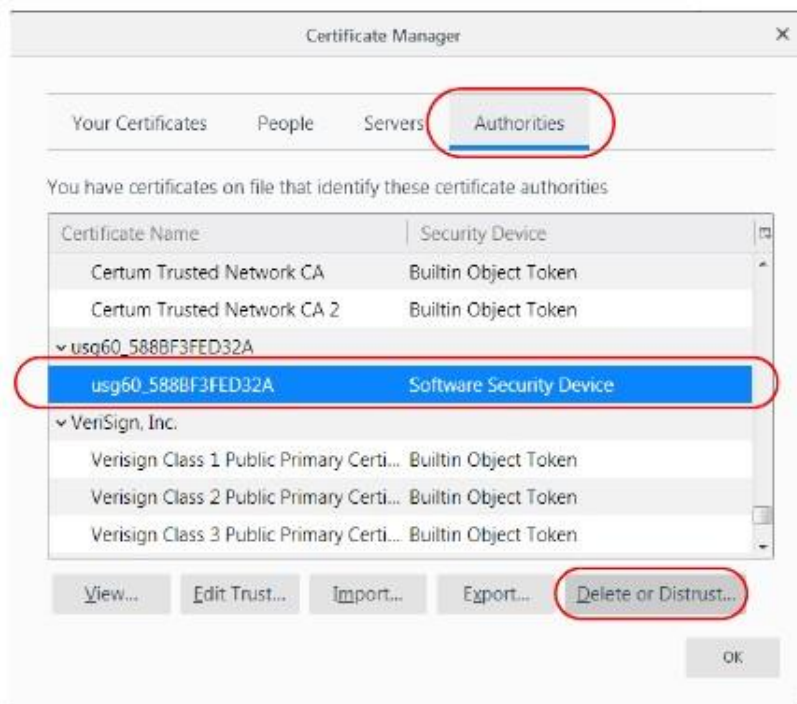 Certificate Manager
Your Certificates People Servers Authorities
You have certificates on file that identify these certificate authorities
Certificate Name Security Device
Certum Trusted Network CA Builtin Object Token
Certum Trusted Network CA 2 Builtin Object Token
usg60_588BF3FED32A
usg60_588BF3FED32A Software Security Device
VeriSign, Inc.
Verisign Class 1 Public Primary Certi... Builtin Object Token
Verisign Class 2 Public Primary Certi... Builtin Object Token
Verisign Class 3 Public Primary Certi... Builtin Object Token
View... Edit Trust... Import... Export... Delete or Distrust...
OK